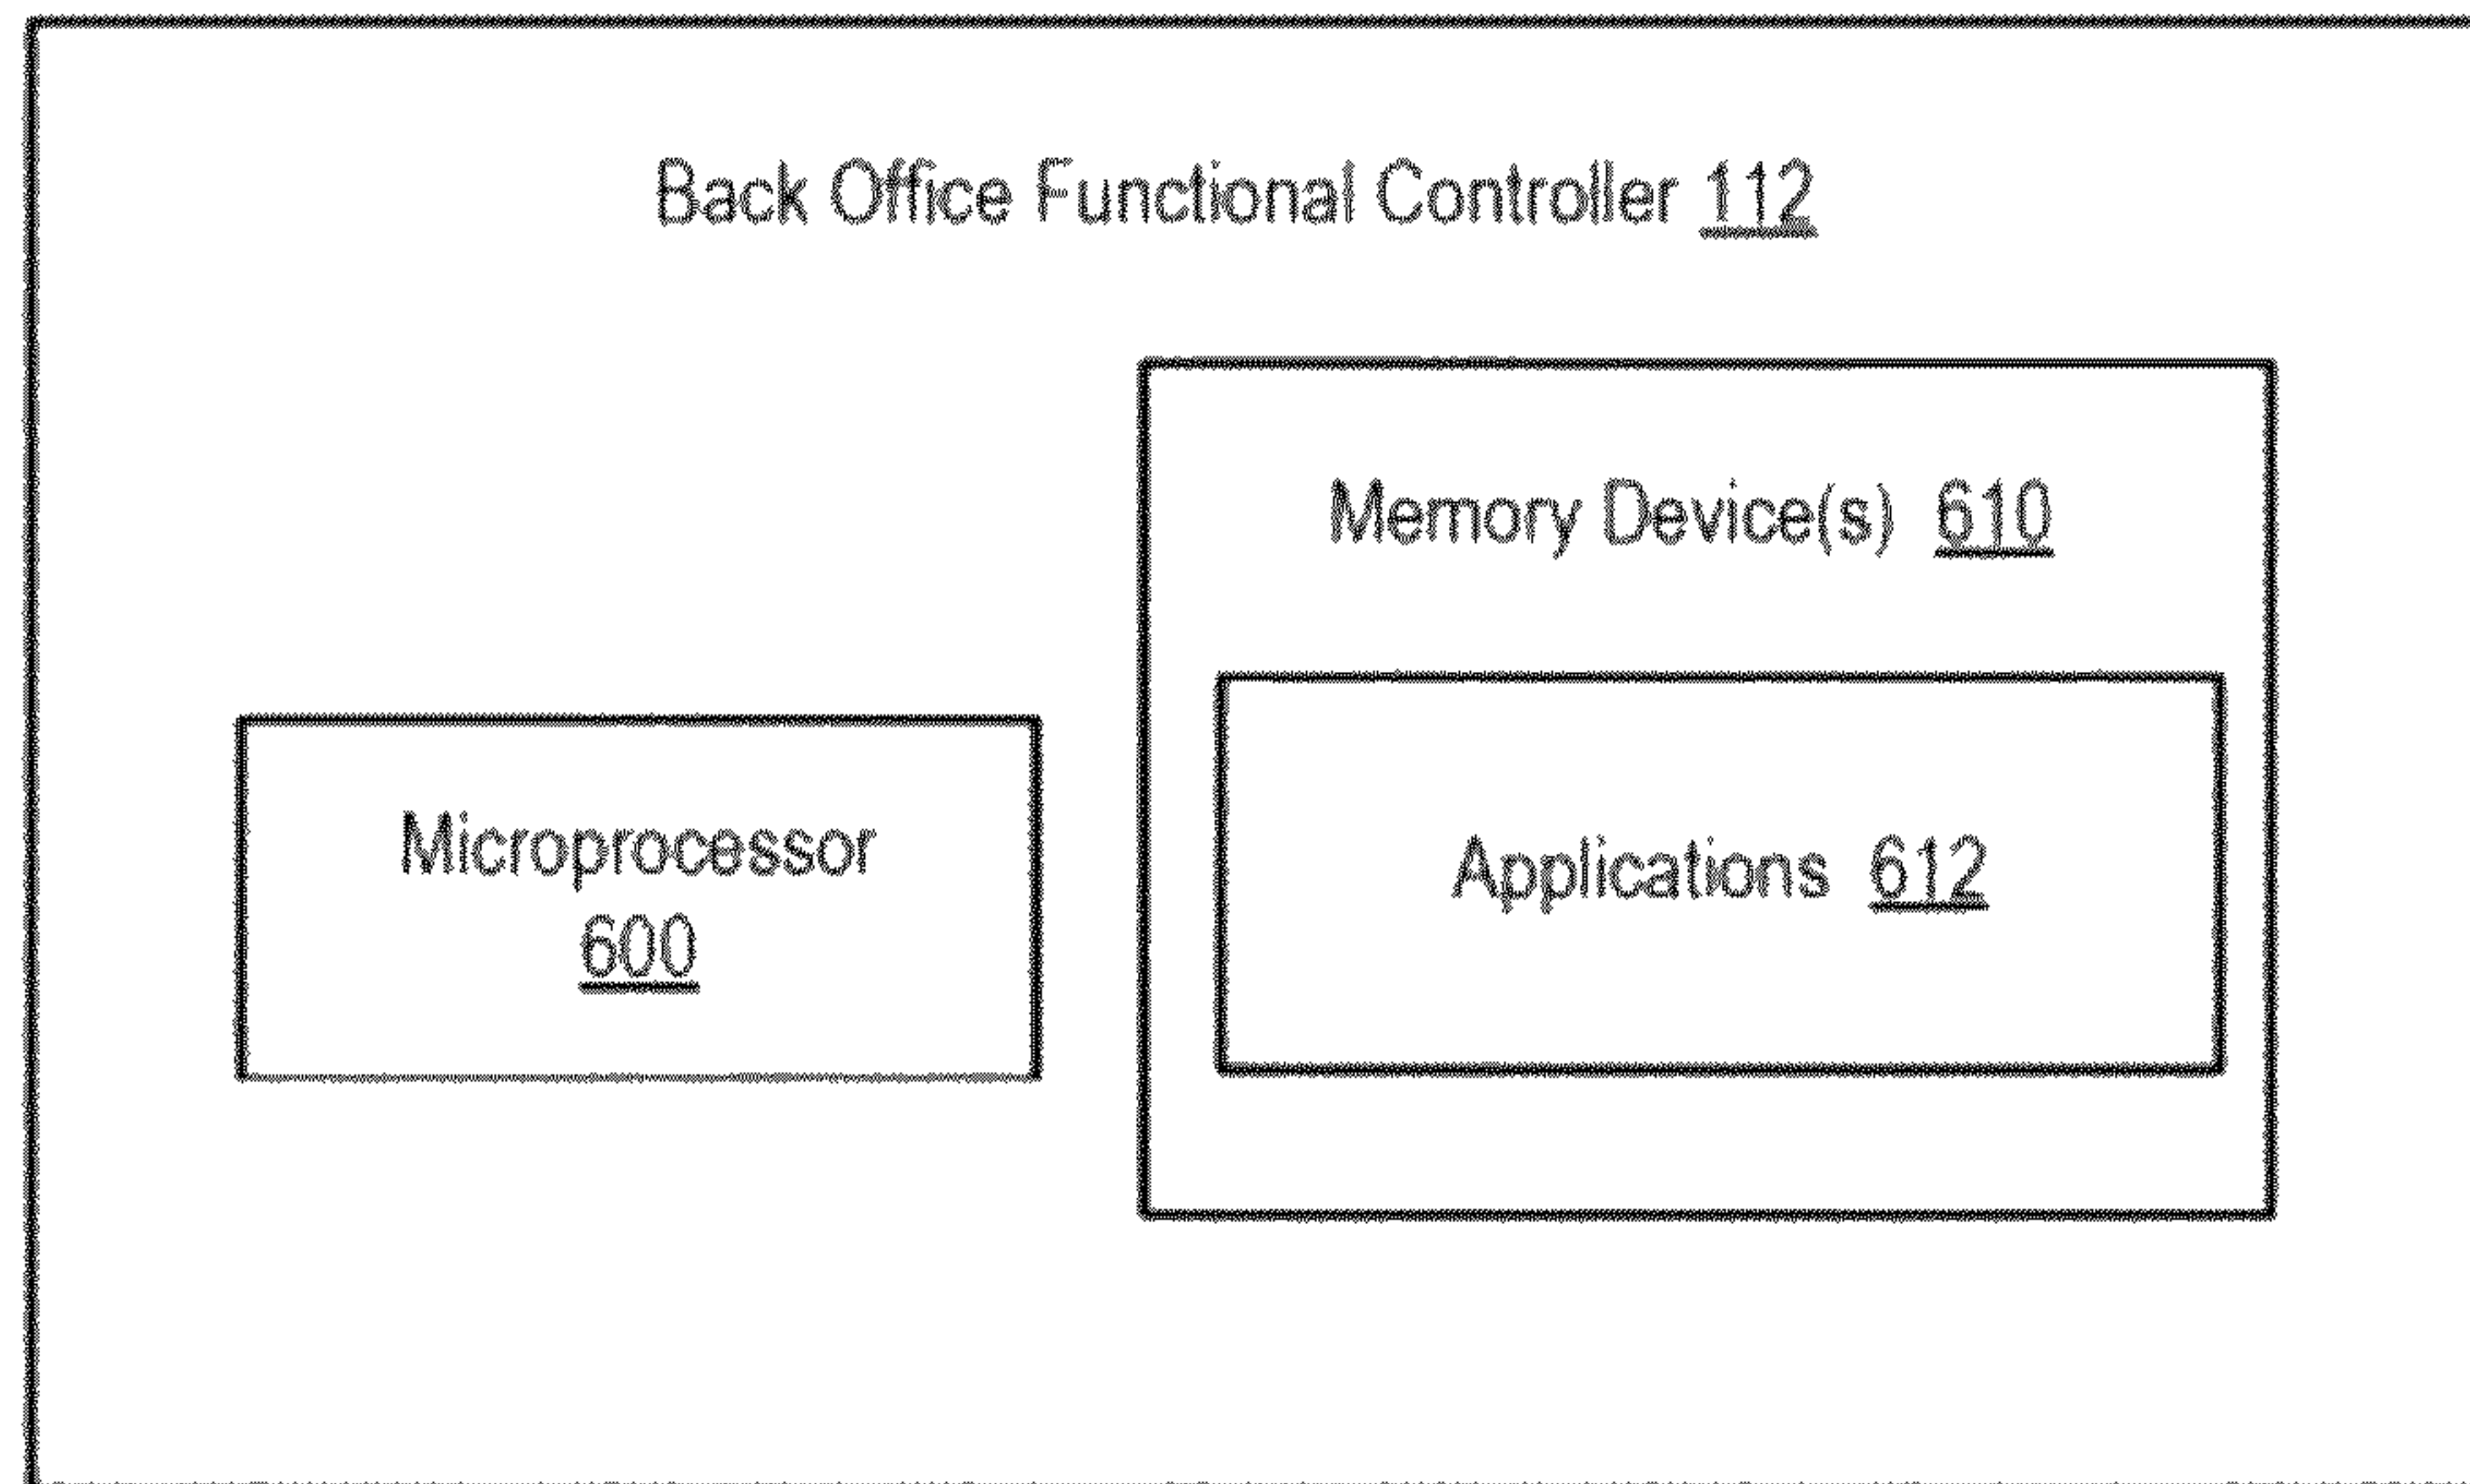 Back Office Functional Controller 112
Memory Device(s) 610
Microprocessor
600
Applications 612